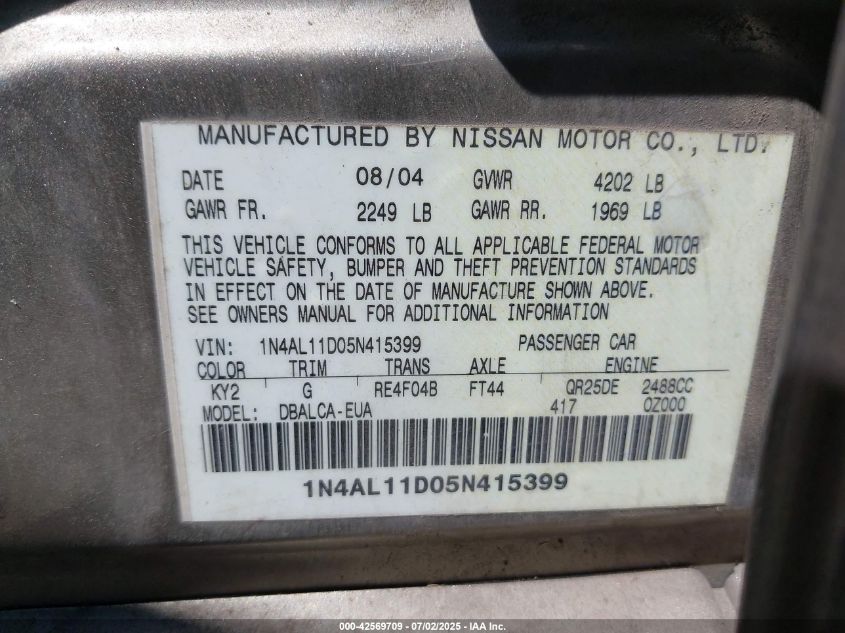 MANUFACTURED BY NISSAN MOTOR CO., LTD.
DATE 08/04 GVWR 4202 LB
GAWR FR. 2249 LB GAWR RR. 1969 LB
THIS VEHICLE CONFORMS TO ALL APPLICABLE FEDERAL MOTOR
VEHICLE SAFETY, BUMPER AND THEFT PREVENTION STANDARDS
IN EFFECT ON THE DATE OF MANUFACTURE SHOWN ABOVE.
SEE OWNERS MANUAL FOR ADDITIONAL INFORMATION
VIN: 1N4AL11D05N415399 PASSENGER CAR
COLOR TRIM TRANS AXLE ENGINE
KY2 G RE4F04B FT44 QR25DE 2488CC
MODEL: DBALCA-EUA 417 0Z000
1N4AL11D05N415399
000-42569709 | 07/02/2025 - IAA Inc.